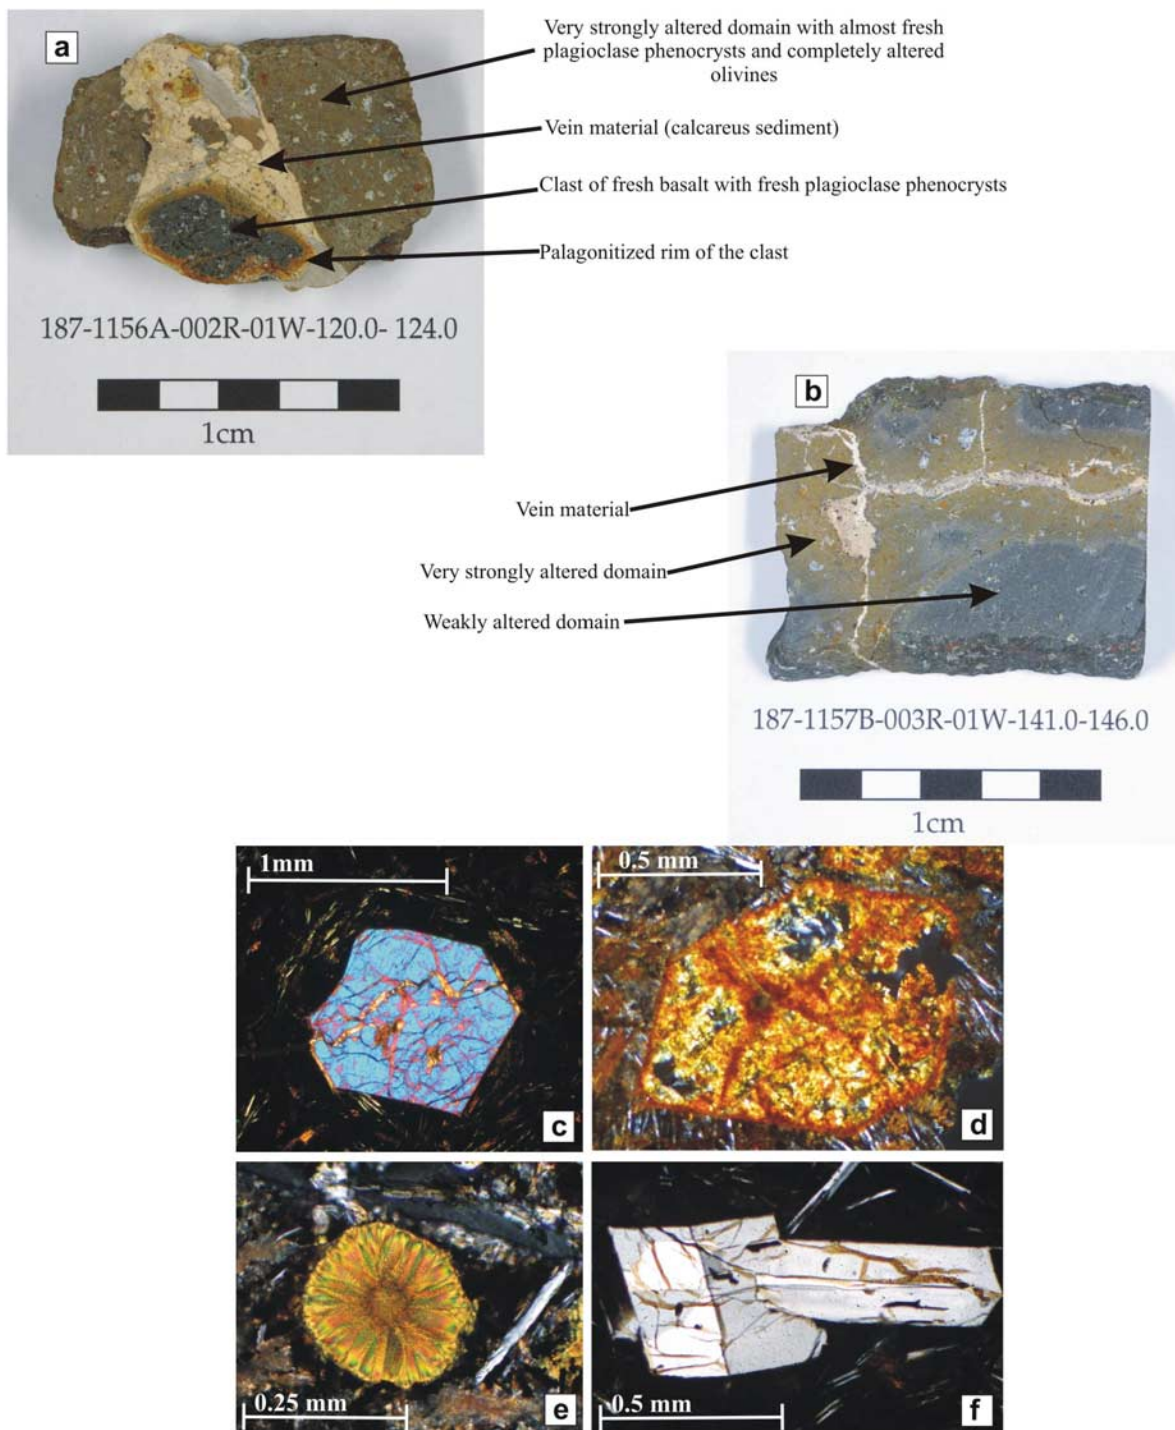 a
Very strongly altered domain with almost fresh
plagioclase phenocrysts and completely altered
olivines
Vein material (calcareus sediment)
Clast of fresh basalt with fresh plagioclase phenocrysts
Palagonitized rim of the clast
187-1156A-002R-01W-120.0- 124.0
1cm
b
Vein material
Very strongly altered domain
Weakly altered domain
187-1157B-003R-01W-141.0-146.0
1cm
1mm
c
0.5 mm
d
0.25 mm
e
0.5 mm
f